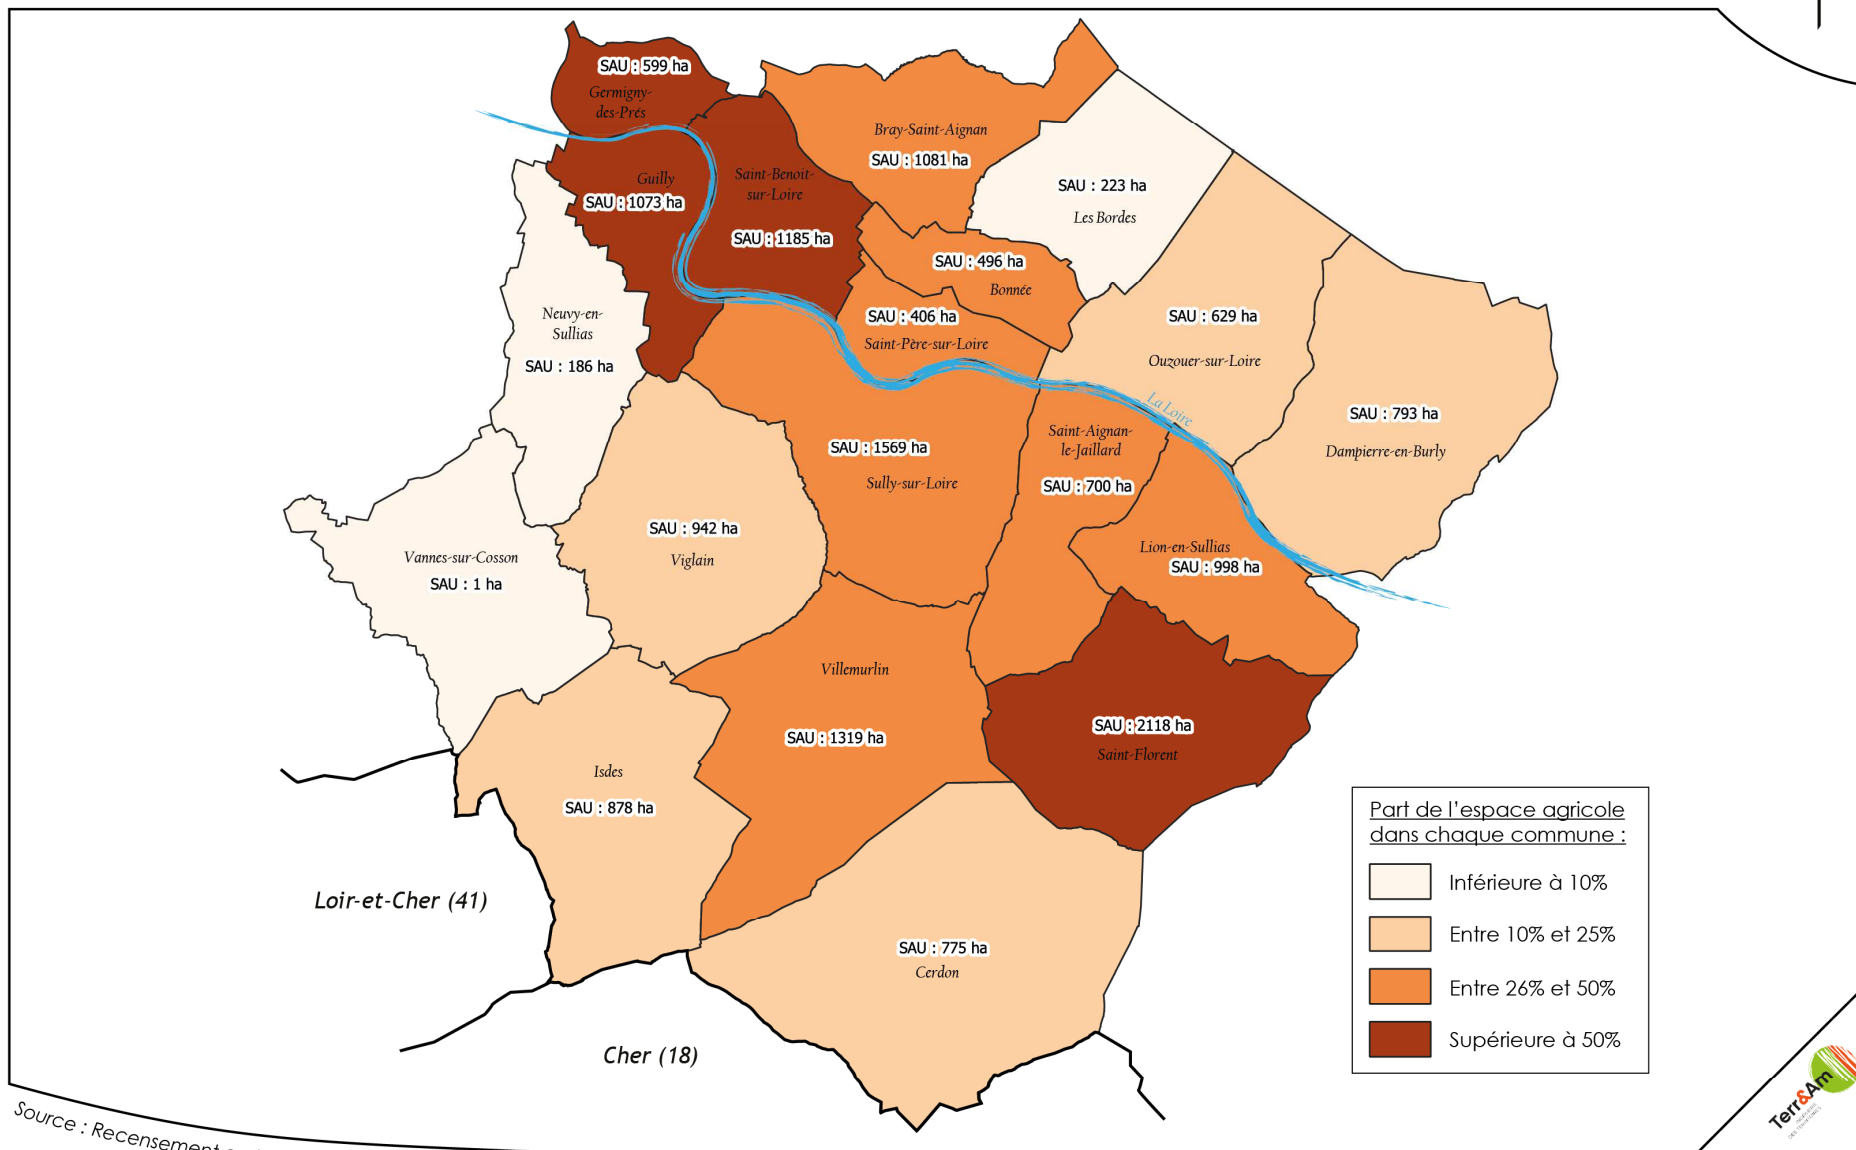 SAU : 599 ha
Germigny-
des-Prés
Bray-Saint-Aignan
SAU : 1081 ha
Guilly
SAU : 1073 ha
Saint-Benoit-
sur-Loire
SAU : 1185 ha
SAU : 223 ha
Les Bordes
SAU : 496 ha
Bonnée
SAU : 406 ha
Saint-Père-sur-Loire
SAU : 629 ha
Ouzouer-sur-Loire
Neuvy-en-
Sullias
SAU : 186 ha
La Loire
SAU : 793 ha
Dampierre-en-Burly
SAU : 1569 ha
Sully-sur-Loire
Saint-Aignan-
le-Jaillard
SAU : 700 ha
SAU : 942 ha
Viglain
Vannes-sur-Cosson
SAU : 1 ha
Lion-en-Sullias
SAU : 998 ha
Villemurlin
SAU : 1319 ha
SAU : 2118 ha
Saint-Florent
Isdes
SAU : 878 ha
SAU : 775 ha
Cerdon
Loir-et-Cher (41)
Cher (18)
Part de l'espace agricole
dans chaque commune :
Inférieure à 10%
Entre 10% et 25%
Entre 26% et 50%
Supérieure à 50%
Source : Recensement
Terr&Am